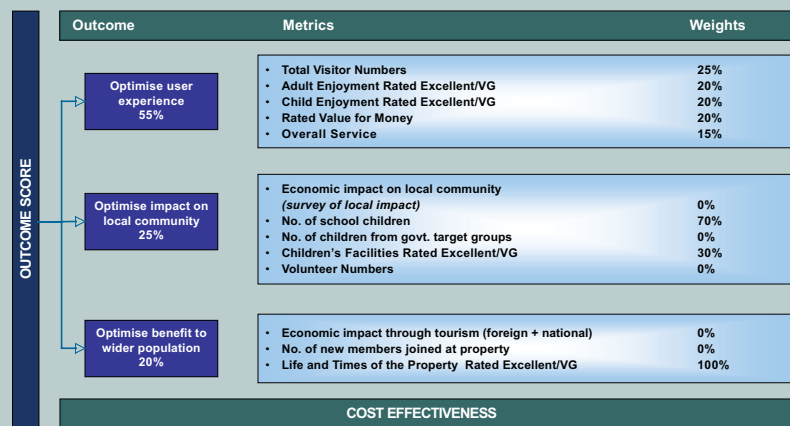 Outcome Metrics Weights
OUTCOME SCORE
Optimise user
experience
55%
• Total Visitor Numbers 25%
• Adult Enjoyment Rated Excellent/VG 20%
• Child Enjoyment Rated Excellent/VG 20%
• Rated Value for Money 20%
• Overall Service 15%
Optimise impact on
local community
25%
• Economic impact on local community
(survey of local impact) 0%
• No. of school children 70%
• No. of children from govt. target groups 0%
• Children's Facilities Rated Excellent/VG 30%
• Volunteer Numbers 0%
Optimise benefit to
wider population
20%
• Economic impact through tourism (foreign + national) 0%
• No. of new members joined at property 0%
• Life and Times of the Property Rated Excellent/VG 100%
COST EFFECTIVENESS